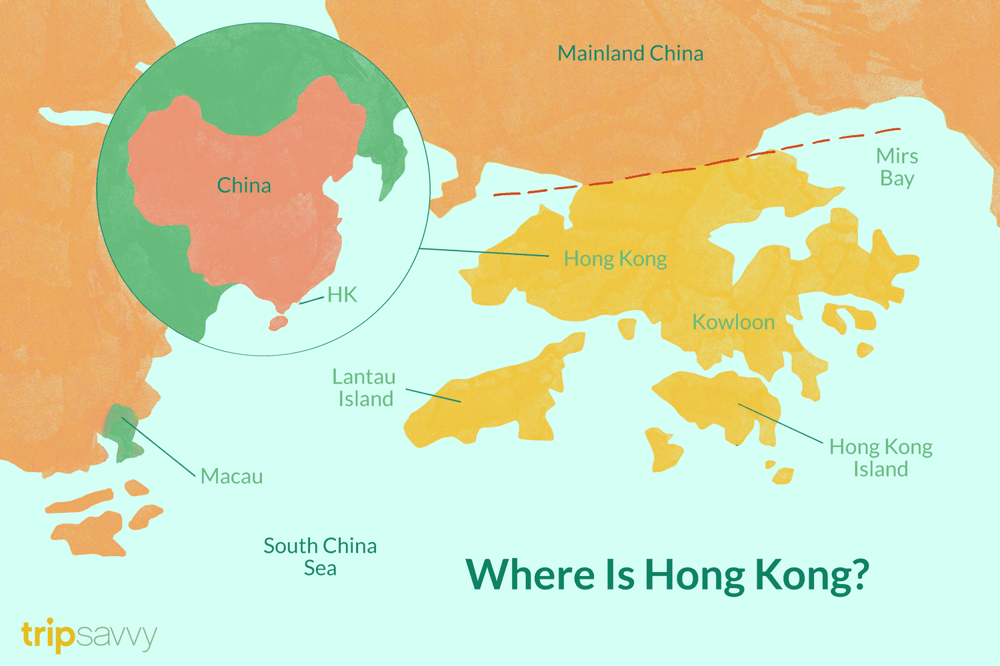 Mainland China
Mirs
Bay
China
Hong Kong
HK
Kowloon
Lantau
Island
Hong Kong
Island
Macau
South China
Sea
Where Is Hong Kong?
tripsavvy